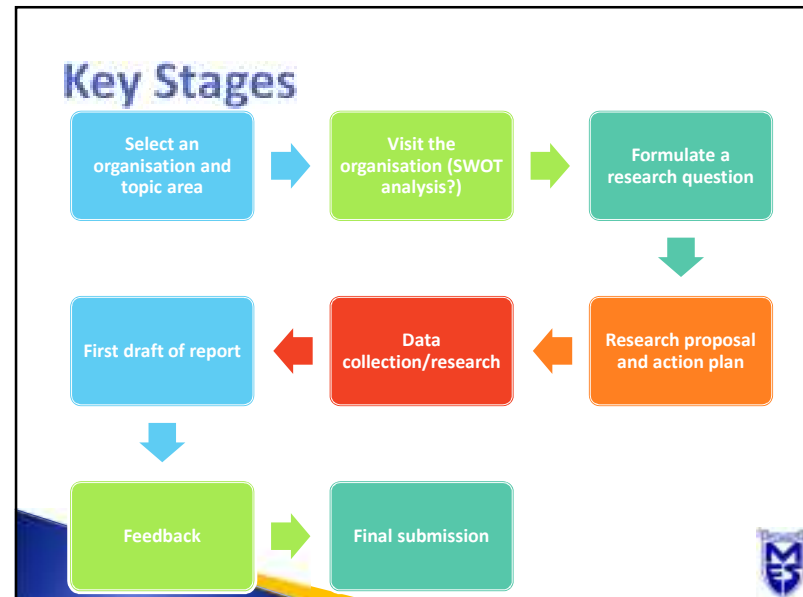 Key Stages
Select an
organisation and
topic area
Visit the
organisation (SWOT
analysis?)
Formulate a
research question
Research proposal
and action plan
Data
collection/research
First draft of report
Feedback
Final submission
MES